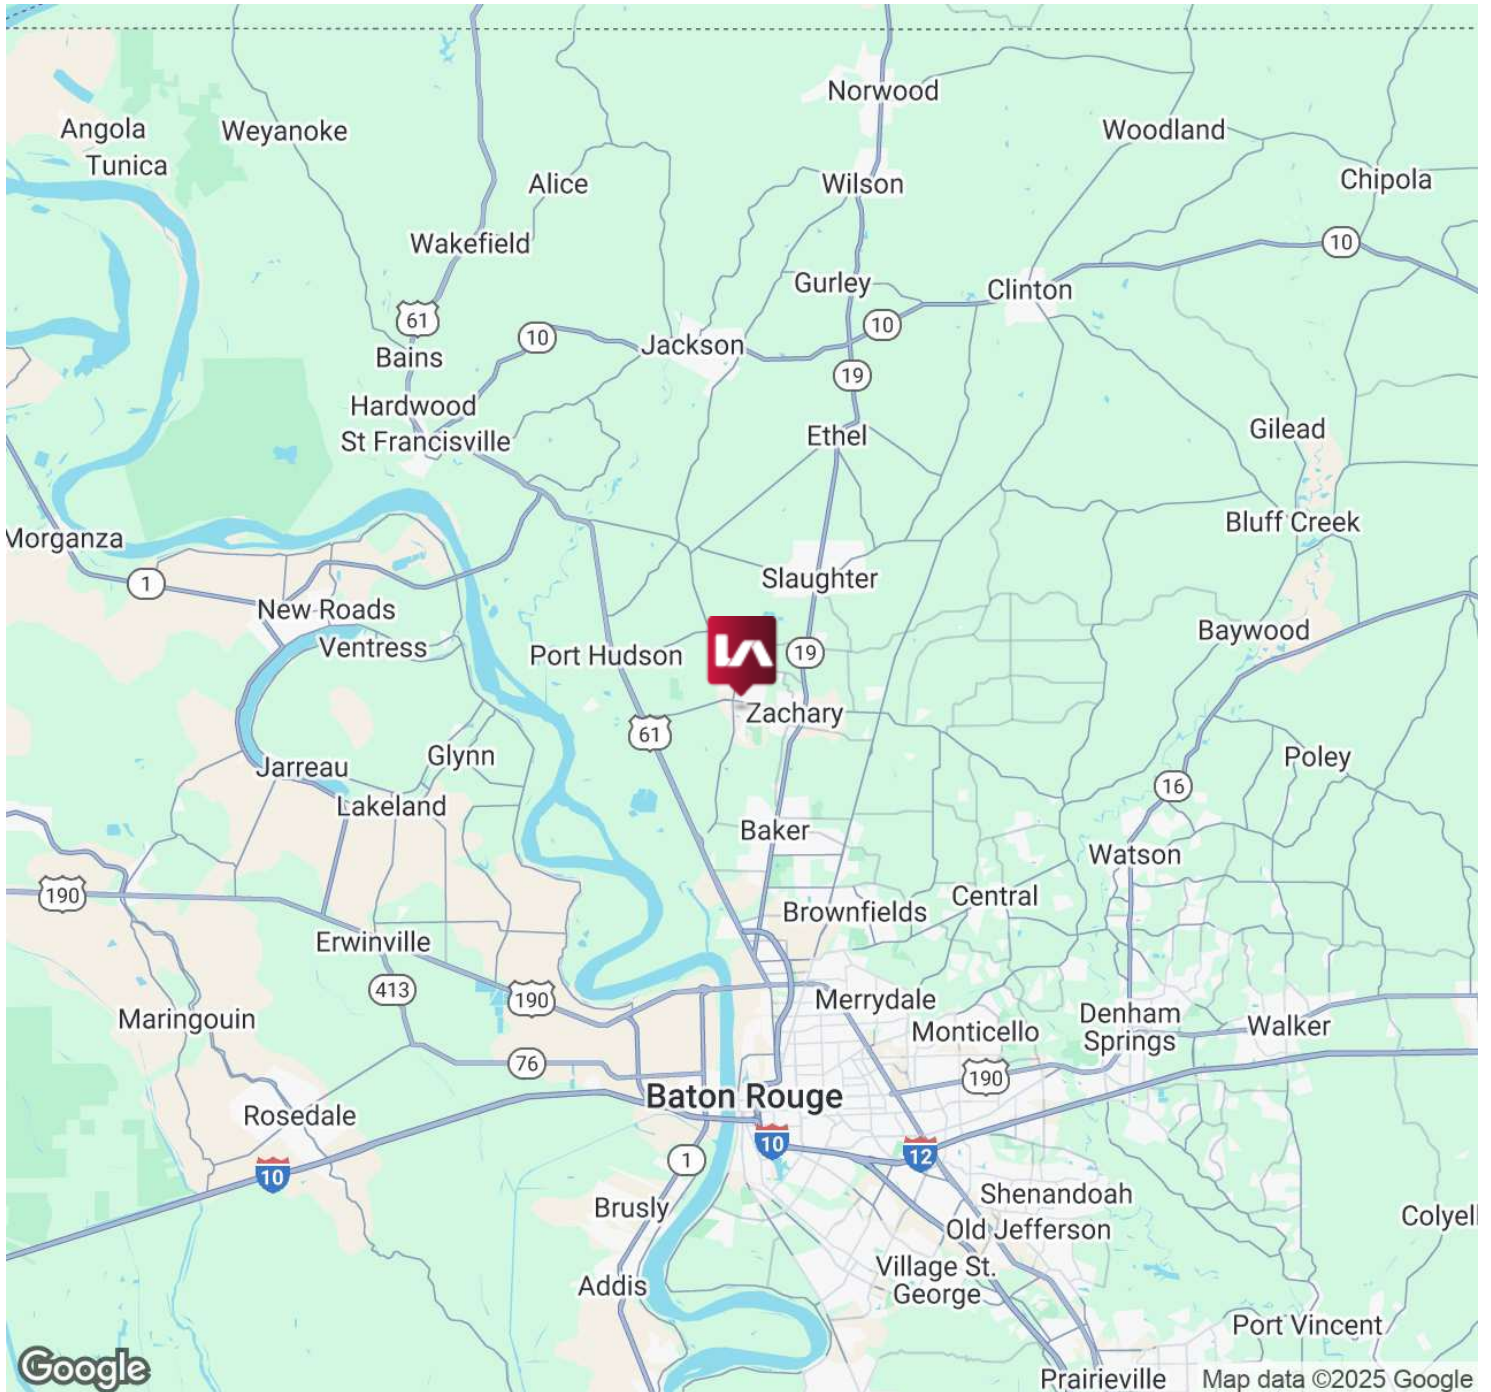 Norwood
Angola
Weyanoke
Woodland
Tunica
Alice
Wilson
Chipola
Wakefield
10
Gurley
Clinton
61
10
10
Jackson
Bains
19
Hardwood
St Francisville
Ethel
Gilead
Morganza
Bluff Creek
1
Slaughter
New Roads
Ventress
Port Hudson
LA
19
Baywood
Zachary
61
Glynn
Jarreau
Poley
16
Lakeland
Baker
Watson
190
Central
Brownfields
Erwinville
413
190
Merrydale
Maringouin
Monticello
Denham
Springs
Walker
76
190
Baton Rouge
Rosedale
10
12
1
10
Shenandoah
Brusly
Colyell
Old Jefferson
Village St.
George
Addis
Port Vincent
Google
Prairieville
Map data ©2025 Google